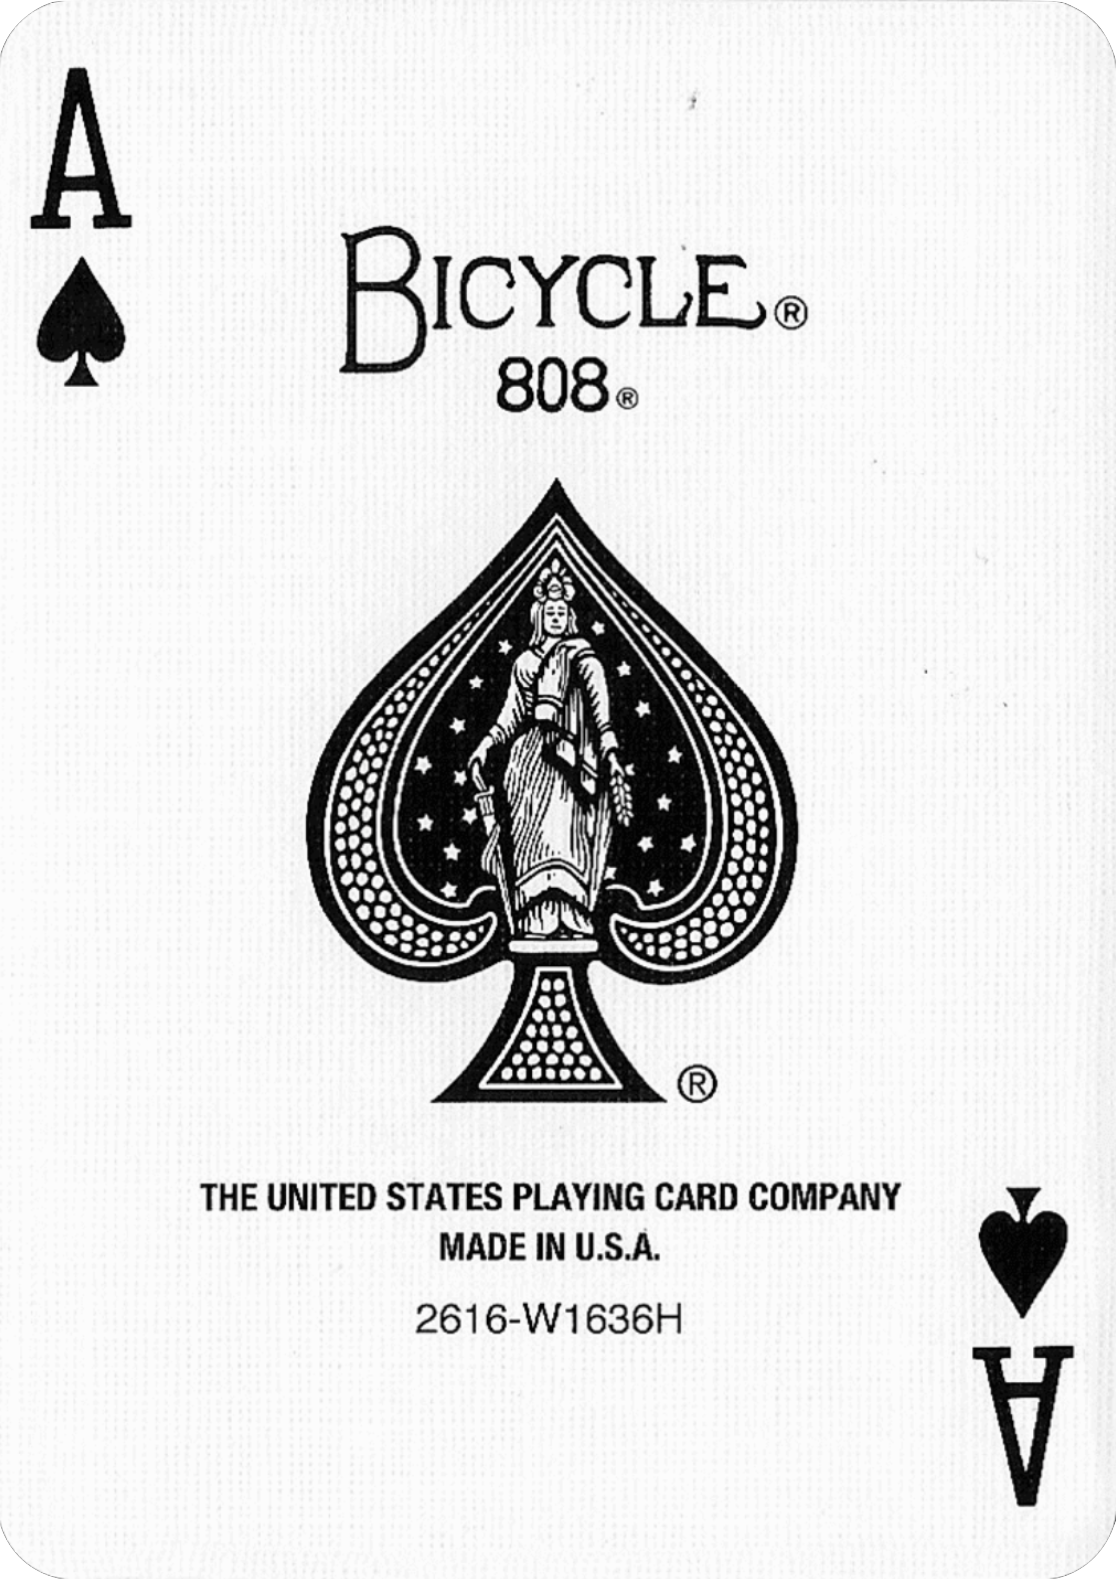 A
BICYCLE®
808®
®
THE UNITED STATES PLAYING CARD COMPANY
MADE IN U.S.A.
2616-W1636H
A